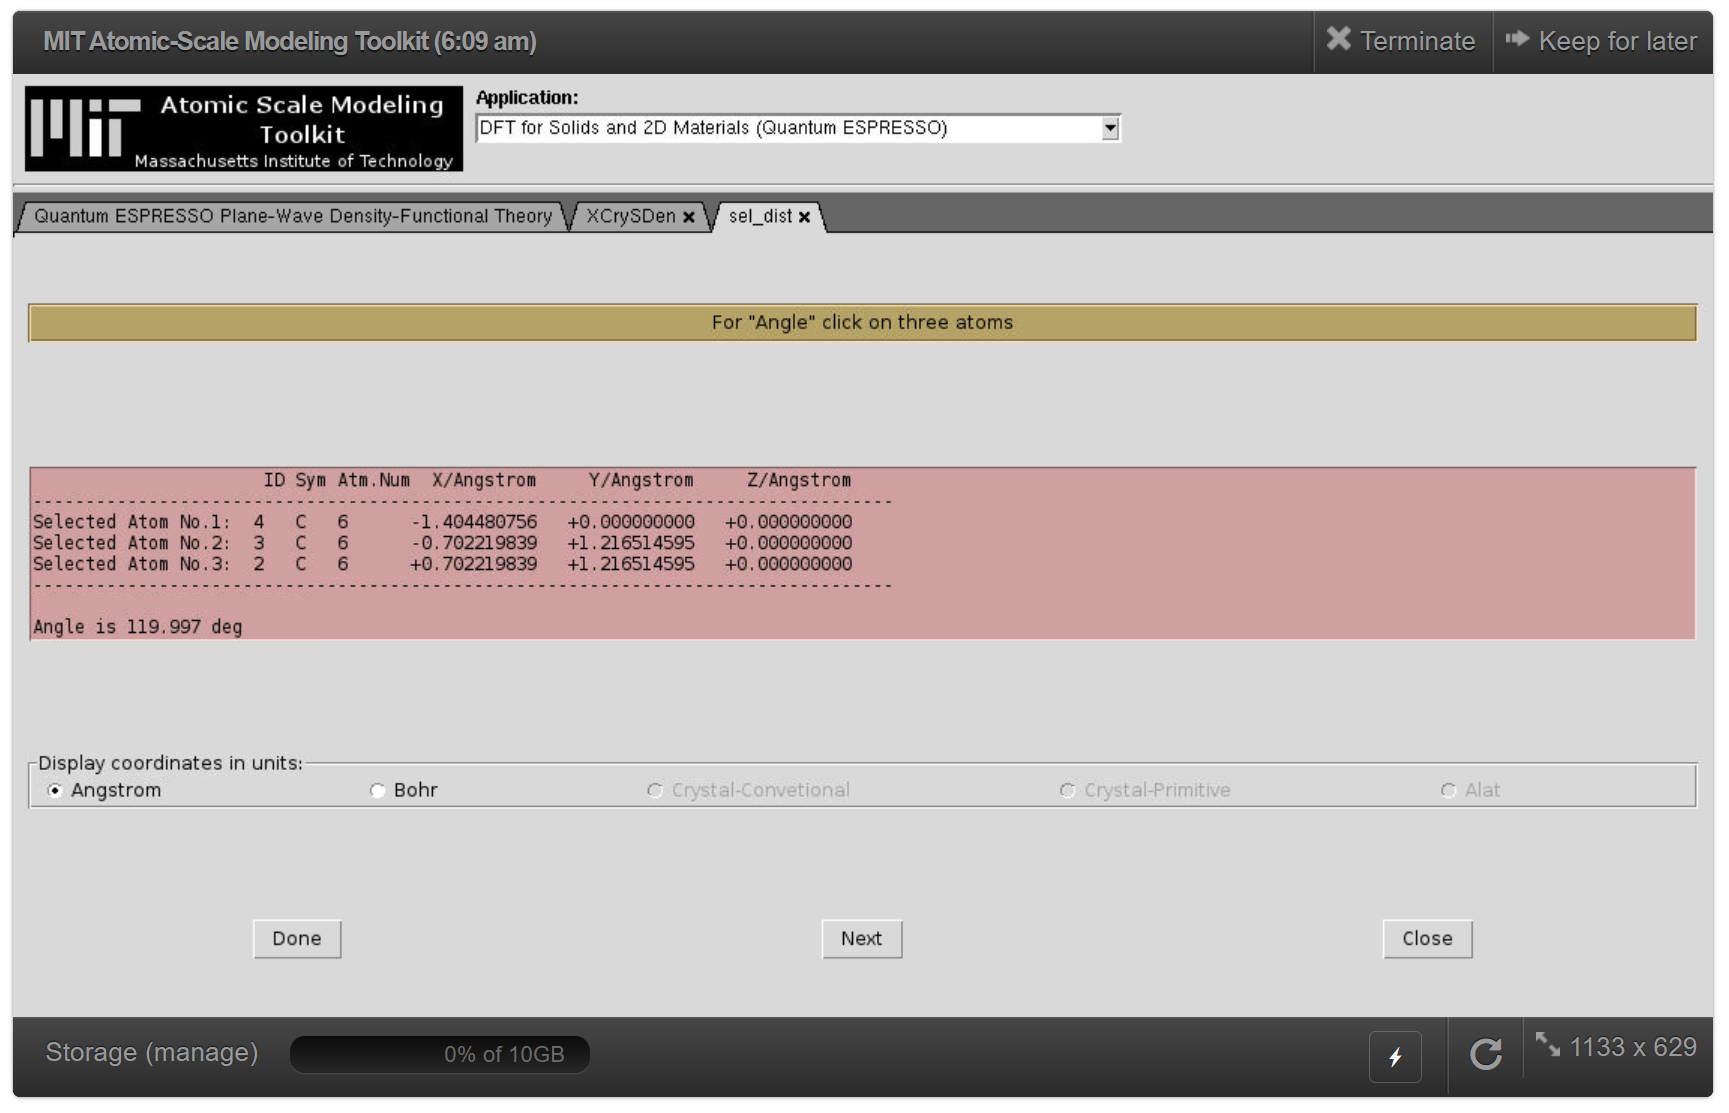 MIT Atomic-Scale Modeling Toolkit (6:09 am)
Terminate
Keep for later
MIT
Atomic Scale Modeling
Toolkit
Massachusetts Institute of Technology
Application:
DFT for Solids and 2D Materials (Quantum ESPRESSO)
Quantum ESPRESSO Plane-Wave Density-Functional Theory
XCrySDen
sel_dist
For "Angle" click on three atoms
ID Sym Atm.Num X/Angstrom Y/Angstrom Z/Angstrom
----------------------------------------------------------------------------------
Selected Atom No.1: 4 C 6 -1.404480756 +0.000000000 +0.000000000
Selected Atom No.2: 3 C 6 -0.702219839 +1.216514595 +0.000000000
Selected Atom No.3: 2 C 6 +0.702219839 +1.216514595 +0.000000000
----------------------------------------------------------------------------------
Angle is 119.997 deg
Display coordinates in units:
Angstrom
Bohr
Crystal-Convetional
Crystal-Primitive
Alat
Done
Next
Close
Storage (manage)
0% of 10GB
1133 x 629